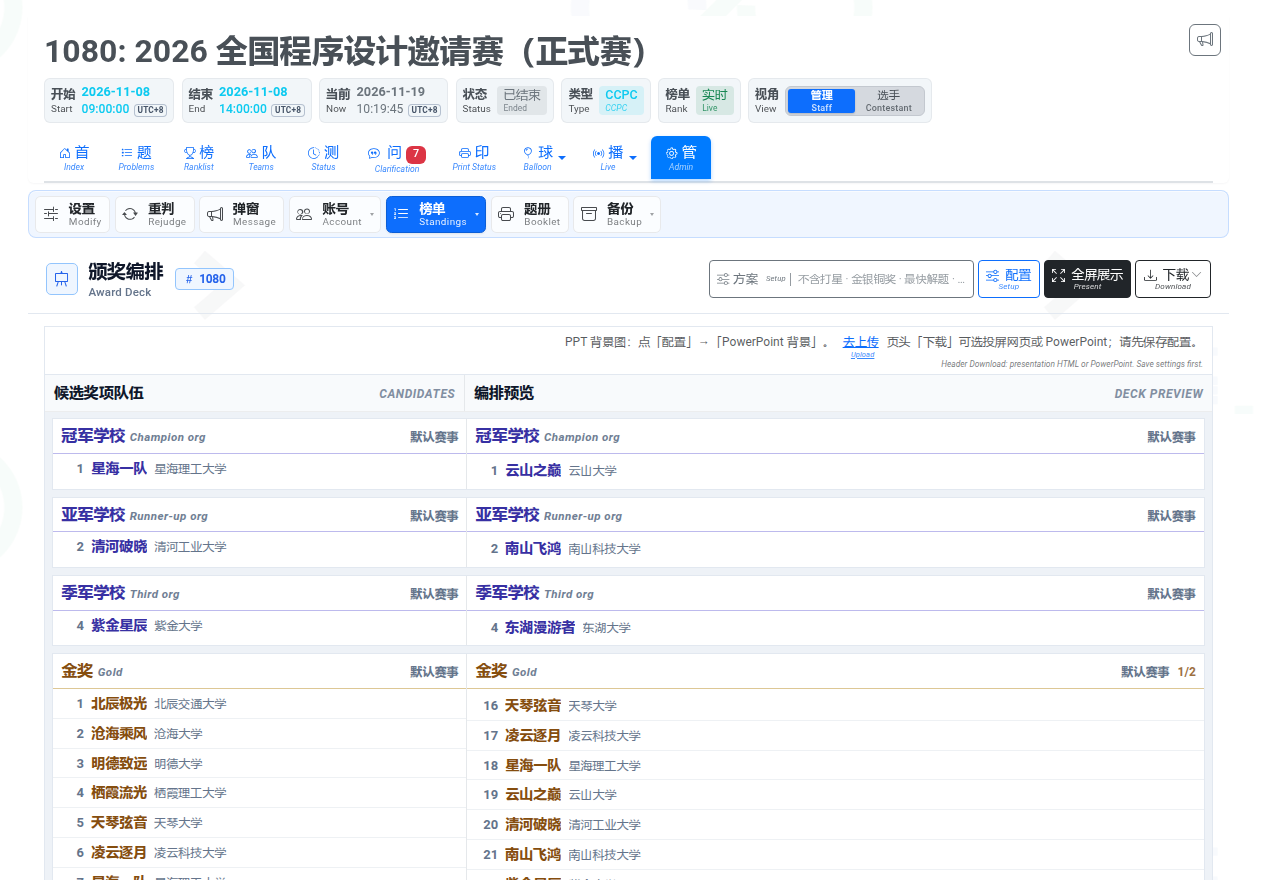 1080: 2026 全国程序设计邀请赛（正式赛）
开始 Start 2026-11-08 09:00:00 UTC+8
结束 End 2026-11-08 14:00:00 UTC+8
当前 Now 2026-11-19 10:19:45 UTC+8
状态 Status 已结束 Ended
类型 Type CCPC CCPC
榜单 Rank 实时 Live
视角 View 管理 Staff 选手 Contestant
首 Index
题 Problems
榜 Ranklist
队 Teams
测 Status
问 7 Clarification
印 Print Status
球 Balloon
播 Live
管 Admin
设置 Modify
重判 Rejudge
弹窗 Message
账号 Account
榜单 Standings
题册 Booklet
备份 Backup
颁奖编排 Award Deck
# 1080
方案 Setup 不含打星 · 金银铜奖 · 最快解题 · ...
配置 Setup
全屏展示 Present
下载 Download
PPT 背景图：点「配置」→「PowerPoint 背景」。 去上传 Upload 页头「下载」可选投屏网页或 PowerPoint；请先保存配置。
Header Download: presentation HTML or PowerPoint. Save settings first.
候选奖项队伍 CANDIDATES
编排预览 DECK PREVIEW
冠军学校 Champion org 默认赛事
1 星海一队 星海理工大学
冠军学校 Champion org 默认赛事
1 云山之巅 云山大学
亚军学校 Runner-up org 默认赛事
2 清河破晓 清河工业大学
亚军学校 Runner-up org 默认赛事
2 南山飞鸿 南山科技大学
季军学校 Third org 默认赛事
4 紫金星辰 紫金大学
季军学校 Third org 默认赛事
4 东湖漫游者 东湖大学
金奖 Gold 默认赛事
1 北辰极光 北辰交通大学
2 沧海乘风 沧海大学
3 明德致远 明德大学
4 栖霞流光 栖霞理工大学
5 天琴弦音 天琴大学
6 凌云逐月 凌云科技大学
7 星海一队 星海理工大学
金奖 Gold 默认赛事 1/2
16 天琴弦音 天琴大学
17 凌云逐月 凌云科技大学
18 星海一队 星海理工大学
19 云山之巅 云山大学
20 清河破晓 清河工业大学
21 南山飞鸿 南山科技大学